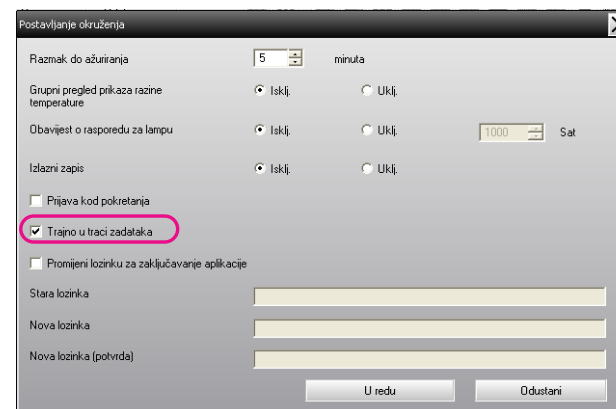 Postavljanje okruženja
Razmak do ažuriranja 5 minuta
Grupni pregled prikaza razine
temperature Isklj. Uklj.
Obavijest o rasporedu za lampu Isklj. Uklj. 1000 Sat
Izlazni zapis Isklj. Uklj.
Prijava kod pokretanja
Trajno u traci zadataka
Promijeni lozinku za zaključavanje aplikacije
Stara lozinka
Nova lozinka
Nova lozinka (potvrda)
U redu Odustani